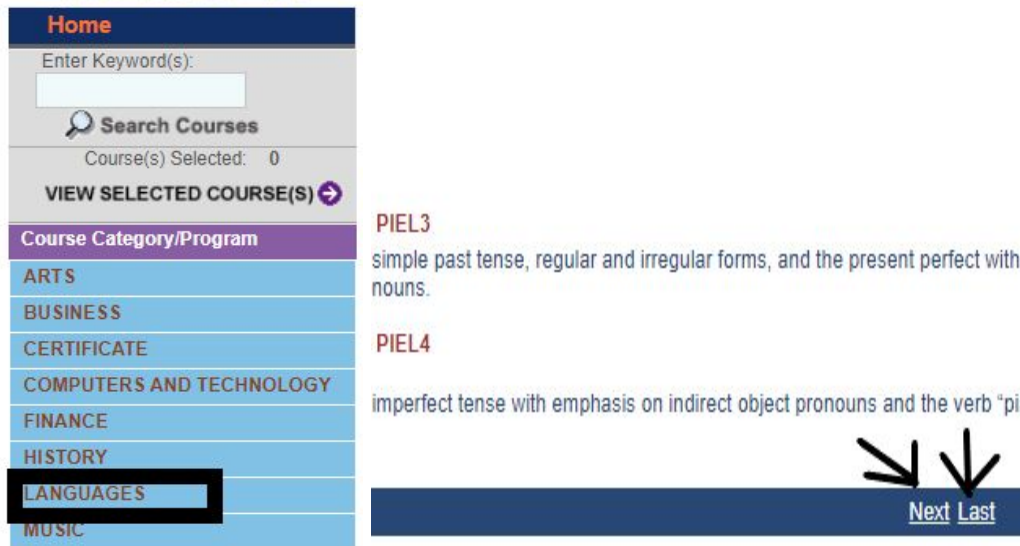 Home
Enter Keyword(s):
Search Courses
Course(s) Selected: 0
VIEW SELECTED COURSE(S)
Course Category/Program
ARTS
BUSINESS
CERTIFICATE
COMPUTERS AND TECHNOLOGY
FINANCE
HISTORY
LANGUAGES
MUSIC
PIEL3
simple past tense, regular and irregular forms, and the present perfect with
nouns.
PIEL4
imperfect tense with emphasis on indirect object pronouns and the verb “pi
Next Last